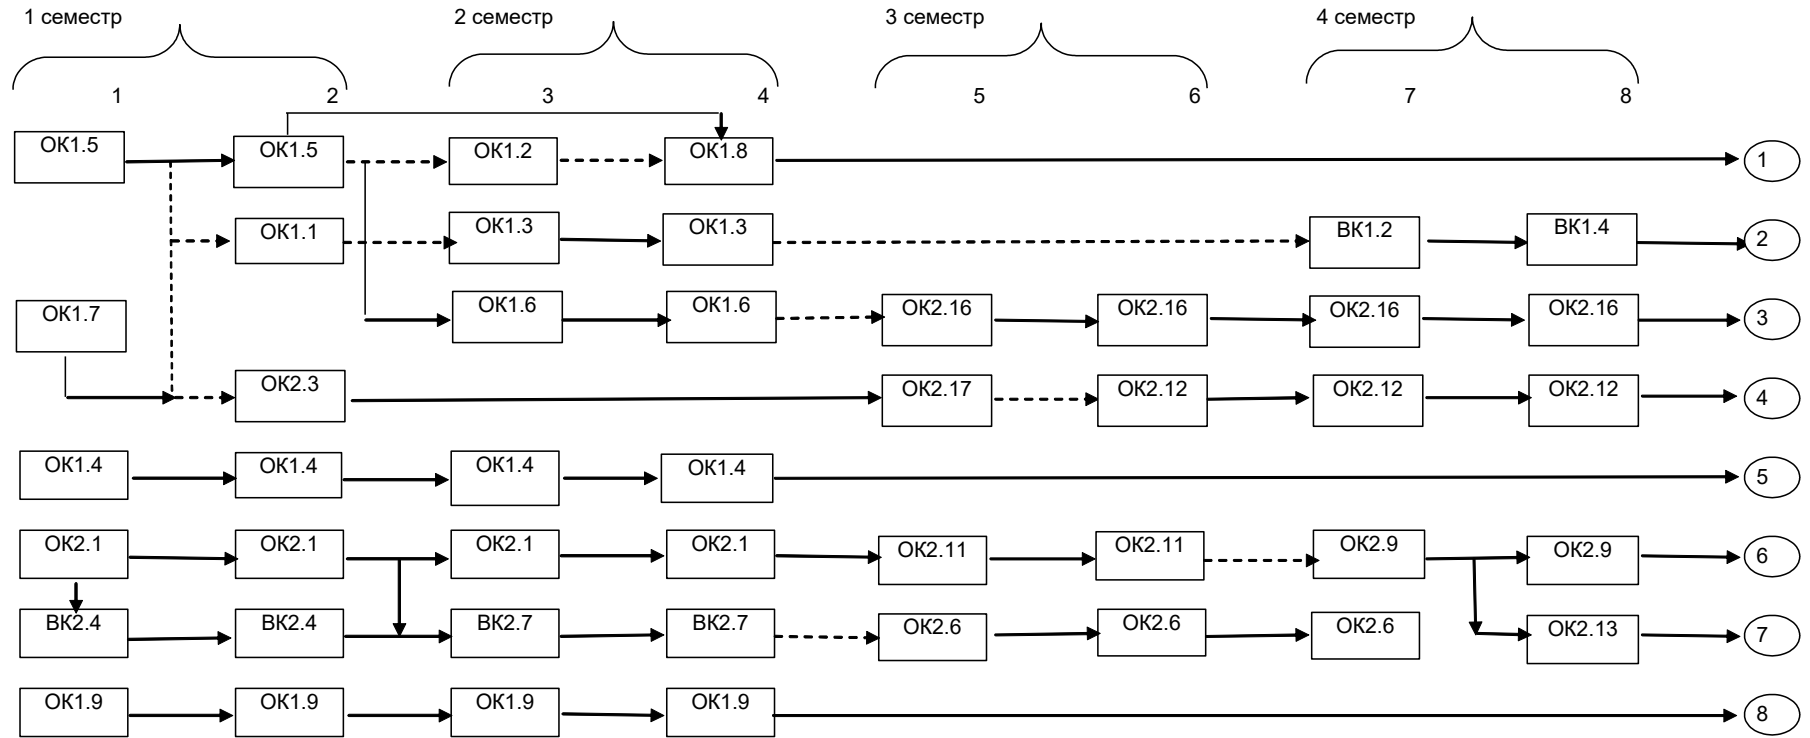 1 семестр 2 семестр 3 семестр 4 семестр
1 2 3 4 5 6 7 8
ОК1.5 ОК1.5 ОК1.2 ОК1.8 1
ОК1.1 ОК1.3 ОК1.3 ВК1.2 ВК1.4 2
ОК1.7 ОК1.6 ОК1.6 ОК2.16 ОК2.16 ОК2.16 ОК2.16 3
ОК2.3 ОК2.17 ОК2.12 ОК2.12 ОК2.12 4
ОК1.4 ОК1.4 ОК1.4 ОК1.4 5
ОК2.1 ОК2.1 ОК2.1 ОК2.1 ОК2.11 ОК2.11 ОК2.9 ОК2.9 6
ВК2.4 ВК2.4 ВК2.7 ВК2.7 ОК2.6 ОК2.6 ОК2.6 ОК2.13 7
ОК1.9 ОК1.9 ОК1.9 ОК1.9 8